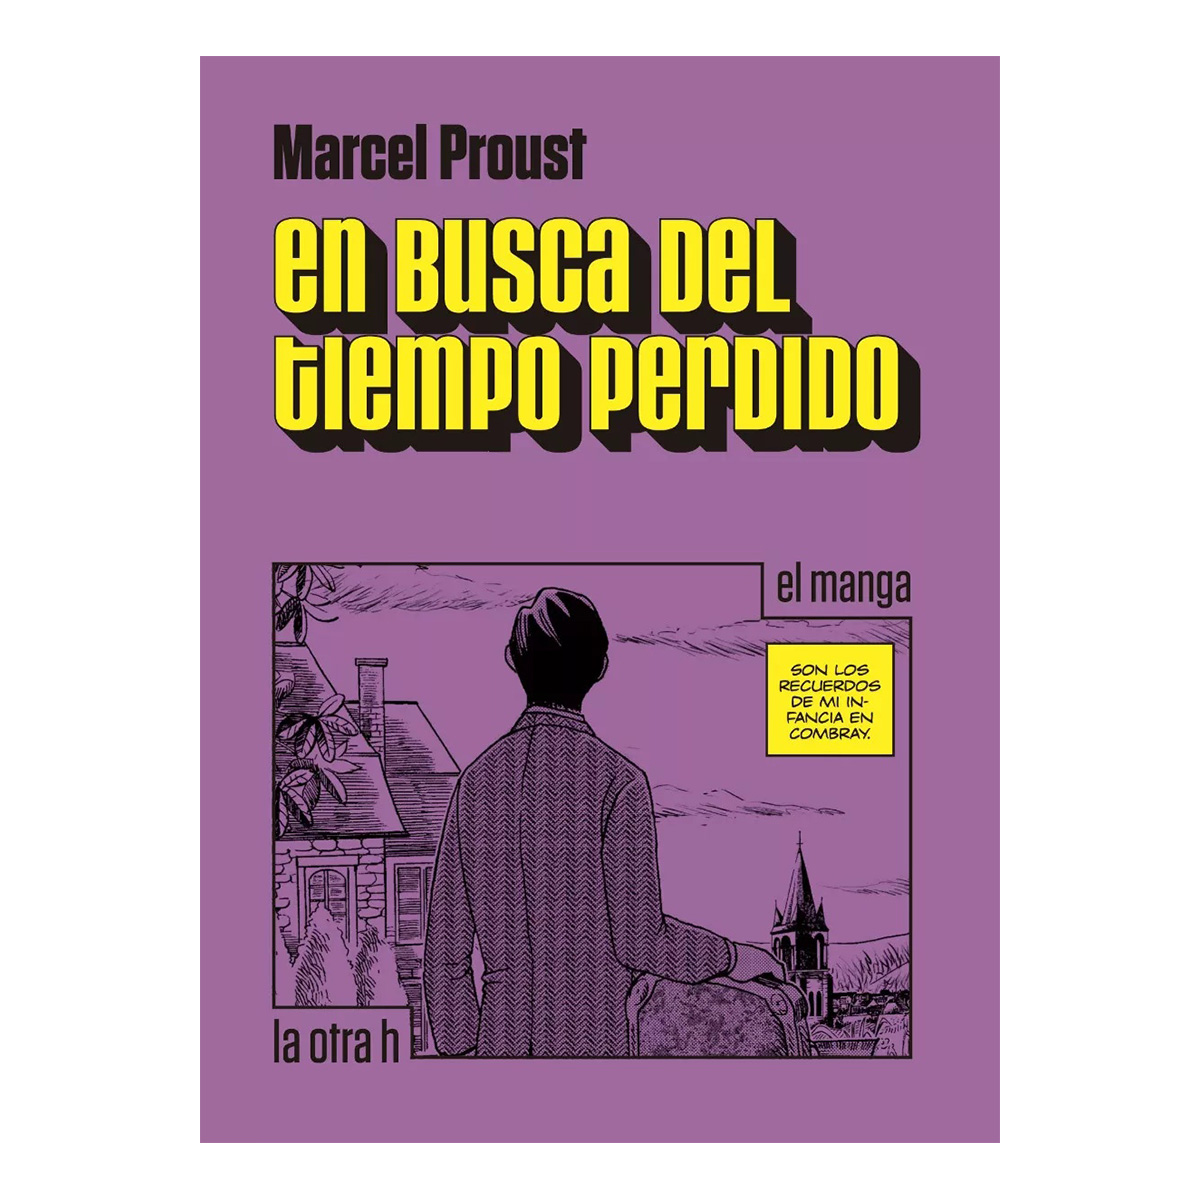 Marcel Proust
en Busca Del
tiempo perdido
el manga
SON LOS
RECUERDOS
DE MI IN-
FANCIA EN
COMBRAY.
la otra h